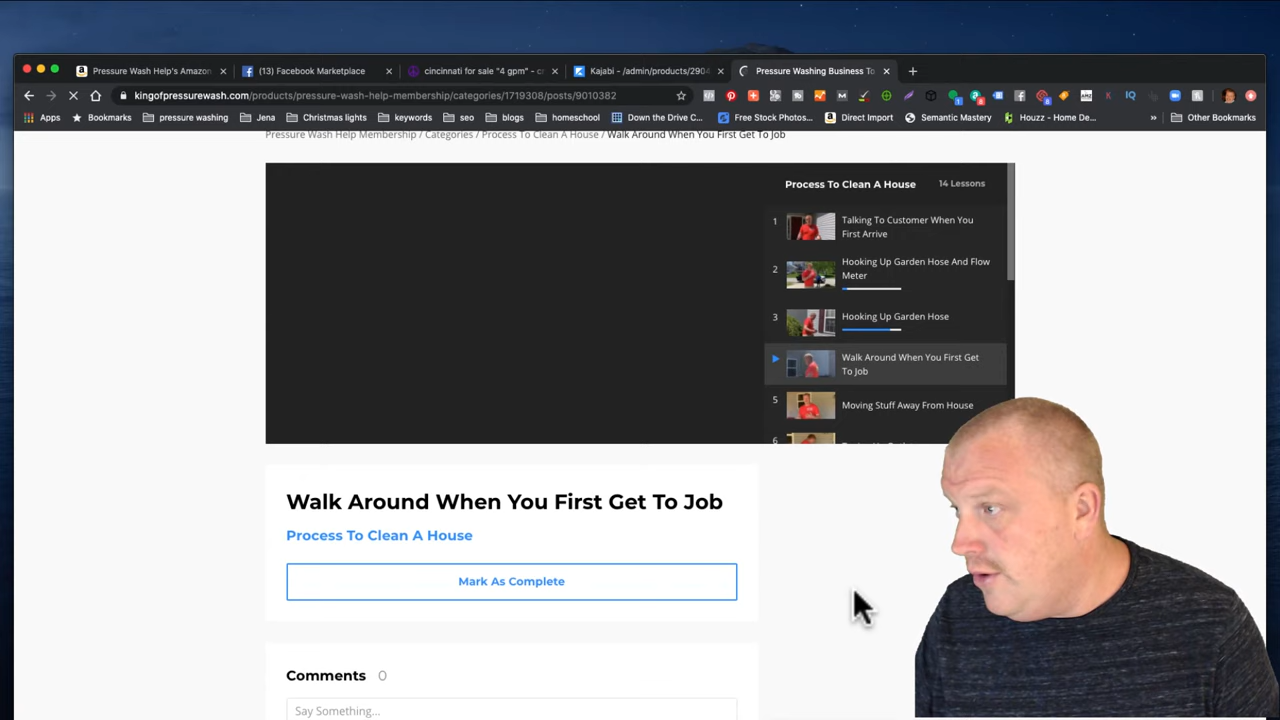 Pressure Wash Help's Amazon
(13) Facebook Marketplace
cincinnati for sale "4 gpm" - c
Kajabi - /admin/products/2904
Pressure Washing Business To
kingofpressurewash.com/products/pressure-wash-help-membership/categories/1719308/posts/9010382
Apps
Bookmarks
pressure washing
Jena
Christmas lights
keywords
seo
blogs
homeschool
Down the Drive C...
Free Stock Photos...
Direct Import
Semantic Mastery
Houzz - Home De...
»
Other Bookmarks
Pressure Wash Help Membership / Categories / Process To Clean A House / Walk Around When You First Get To Job
Process To Clean A House
14 Lessons
1
Talking To Customer When You
First Arrive
2
Hooking Up Garden Hose And Flow
Meter
3
Hooking Up Garden Hose
Walk Around When You First Get
To Job
5
Moving Stuff Away From House
6
Walk Around When You First Get To Job
Process To Clean A House
Mark As Complete
Comments 0
Say Something...